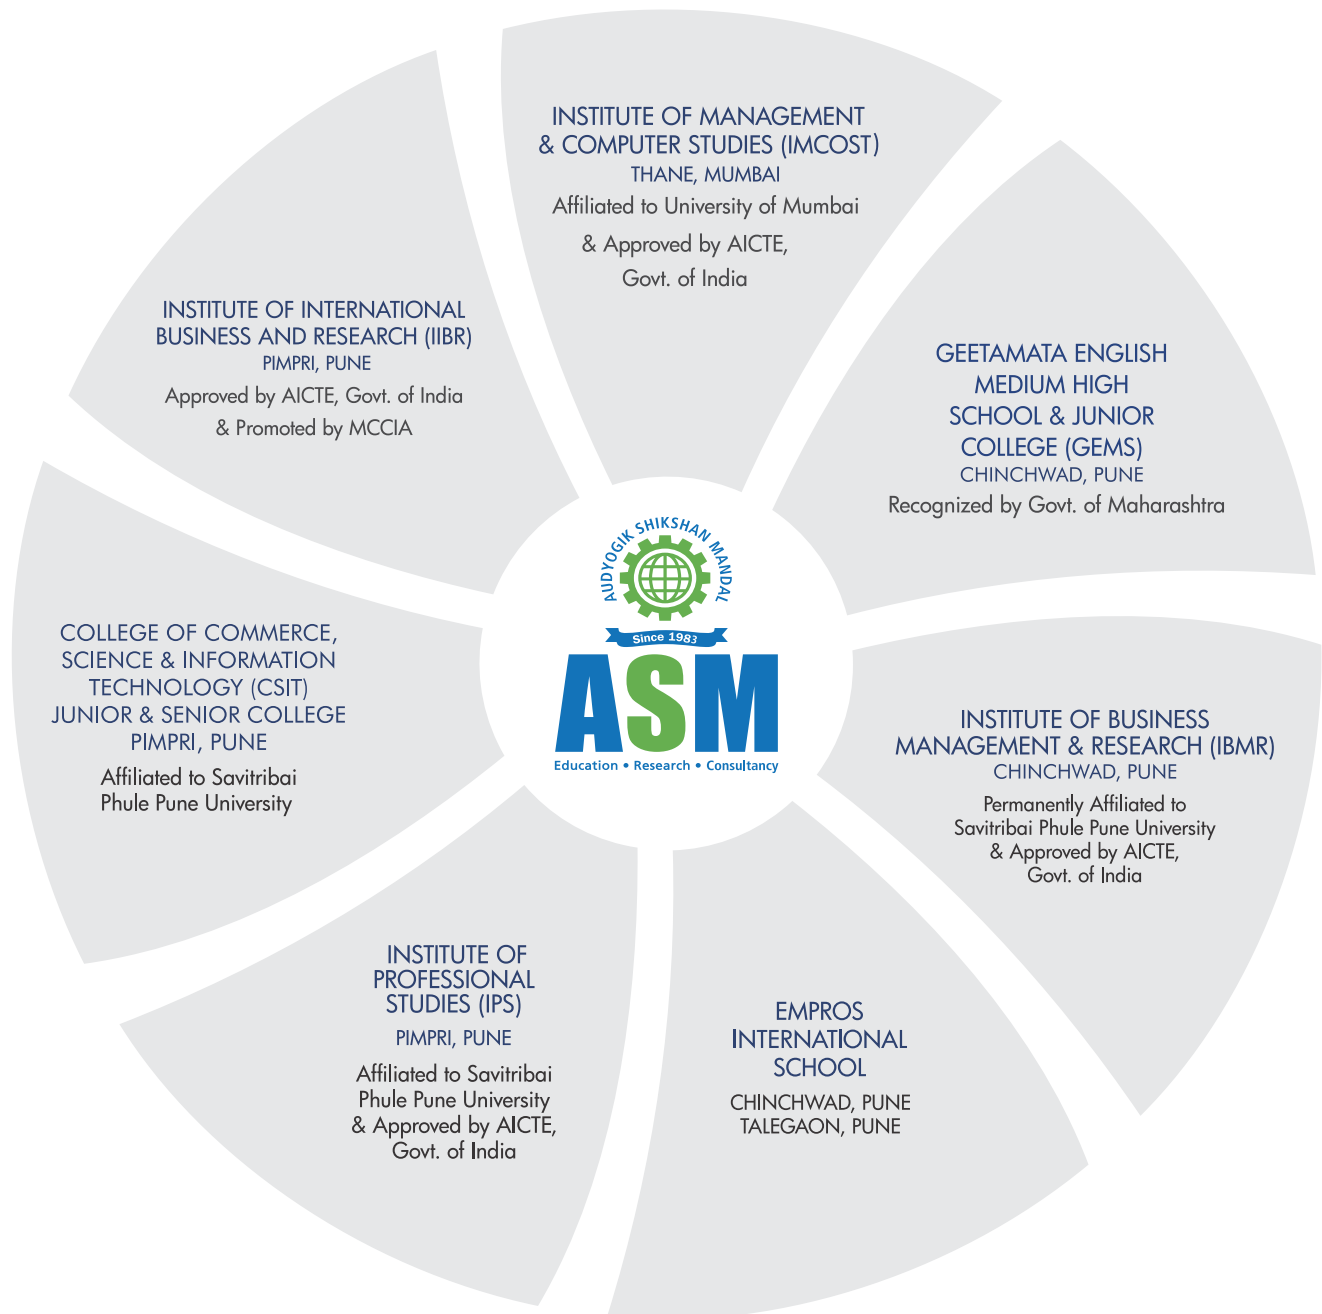 INSTITUTE OF MANAGEMENT
& COMPUTER STUDIES (IMCOST)
THANE, MUMBAI
Affiliated to University of Mumbai
& Approved by AICTE,
Govt. of India
GEETAMATA ENGLISH
MEDIUM HIGH
SCHOOL & JUNIOR
COLLEGE (GEMS)
CHINCHWAD, PUNE
Recognized by Govt. of Maharashtra
INSTITUTE OF BUSINESS
MANAGEMENT & RESEARCH (IBMR)
CHINCHWAD, PUNE
Permanently Affiliated to
Savitribai Phule Pune University
& Approved by AICTE,
Govt. of India
EMPROS
INTERNATIONAL
SCHOOL
CHINCHWAD, PUNE
TALEGAON, PUNE
INSTITUTE OF
PROFESSIONAL
STUDIES (IPS)
PIMPRI, PUNE
Affiliated to Savitribai
Phule Pune University
& Approved by AICTE,
Govt. of India
COLLEGE OF COMMERCE,
SCIENCE & INFORMATION
TECHNOLOGY (CSIT)
JUNIOR & SENIOR COLLEGE
PIMPRI, PUNE
Affiliated to Savitribai
Phule Pune University
INSTITUTE OF INTERNATIONAL
BUSINESS AND RESEARCH (IIBR)
PIMPRI, PUNE
Approved by AICTE, Govt. of India
& Promoted by MCCIA
AUDYOGIK SHIKSHAN MANDAL
Since 1983
ASM
Education • Research • Consultancy